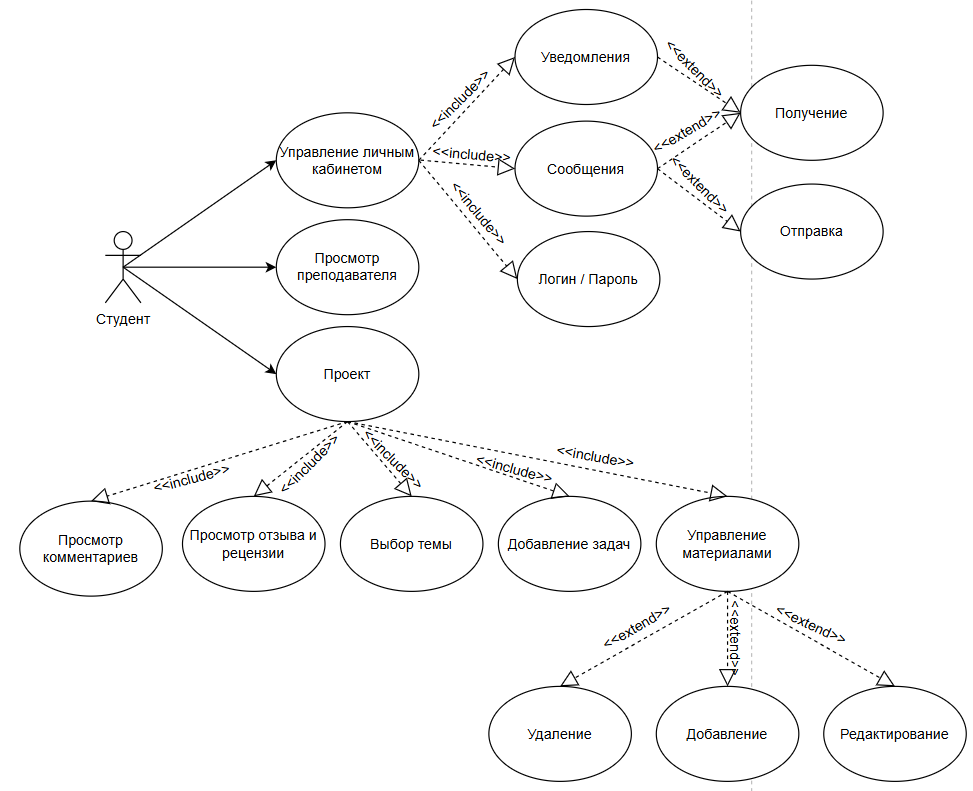 Уведомления
<<extend>>
<<include>>
Получение
Управление личным
кабинетом
<<include>>
<<extend>>
Сообщения
<<extend>>
<<include>>
Отправка
Просмотр
преподавателя
Логин / Пароль
Студент
Проект
<<include>>
<<include>>
<<include>>
<<include>>
<<include>>
Просмотр
комментариев
Просмотр отзыва и
рецензии
Выбор темы
Добавление задач
Управление
материалами
<<extend>>
<<extend>>
<<extend>>
Удаление
Добавление
Редактирование